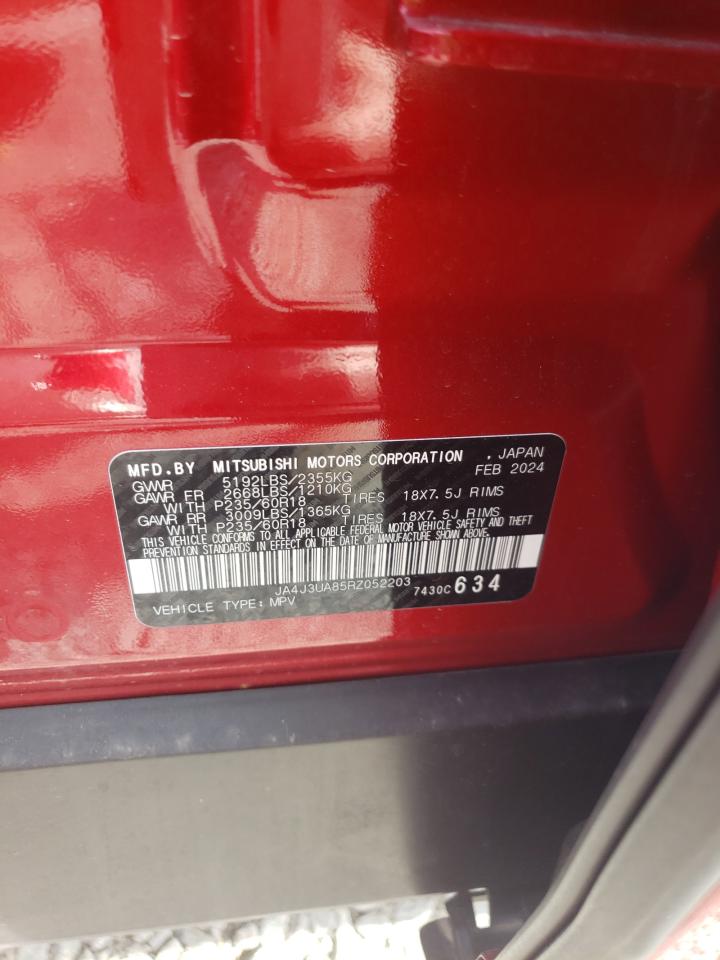 MFD.BY MITSUBISHI MOTORS CORPORATION . JAPAN
GVWR 5192LBS/2355KG FEB 2024
GAWR FR 2668LBS/1210KG
WITH P235/60R18 TIRES 18X7.5J RIMS
GAWR RR 3009LBS/1365KG
WITH P235/60R18 TIRES 18X7.5J RIMS
THIS VEHICLE CONFORMS TO ALL APPLICABLE FEDERAL MOTOR VEHICLE SAFETY AND THEFT
PREVENTION STANDARDS IN EFFECT ON THE DATE OF MANUFACTURE SHOWN ABOVE.
JA4J3UA85RZ052203
VEHICLE TYPE: MPV 7430C 634